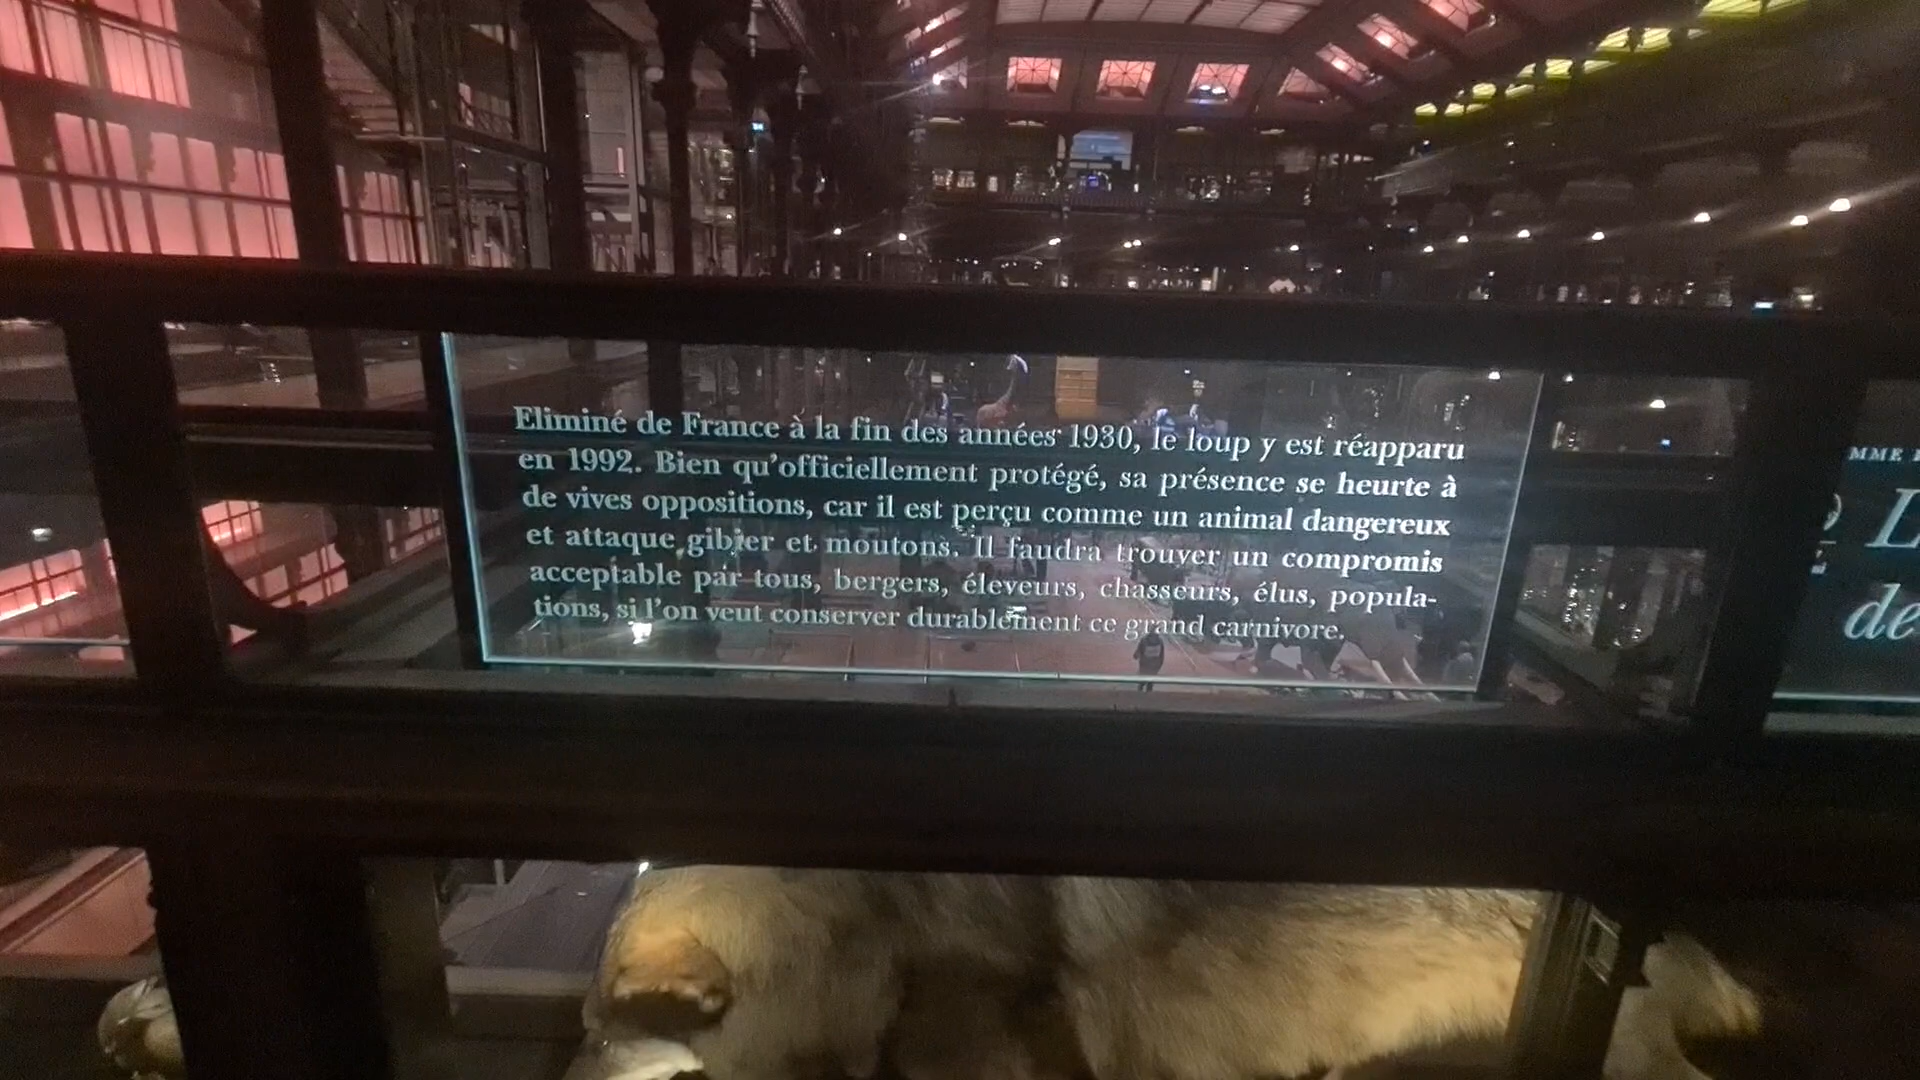 Eliminé de France à la fin des années 1930, le loup y est réapparu
en 1992. Bien qu'officiellement protégé, sa présence se heurte à
de vives oppositions, car il est perçu comme un animal dangereux
et attaque gibier et moutons. Il faudra trouver un compromis
acceptable par tous, bergers, éleveurs, chasseurs, élus, popula-
tions, si l'on veut conserver durablement ce grand carnivore.
MME
L
de